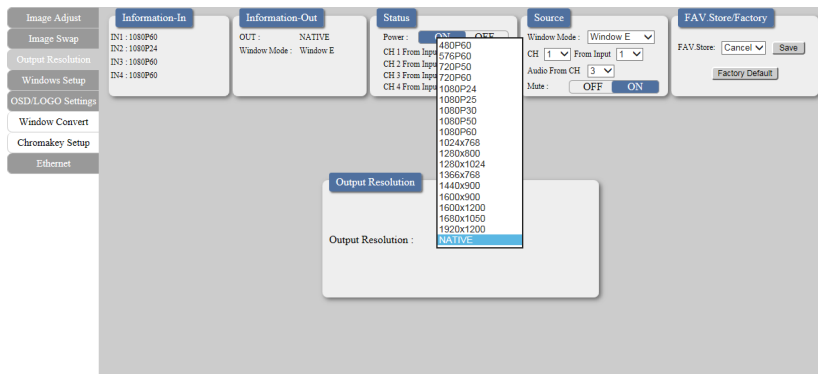 Image Adjust
Image Swap
Output Resolution
Windows Setup
OSD/LOGO Settings
Window Convert
Chromakey Setup
Ethernet
Information-In
IN1 : 1080P60
IN2 : 1080P24
IN3 : 1080P60
IN4 : 1080P60
Information-Out
OUT : NATIVE
Window Mode : Window E
Status
Power : ON OFF
CH 1 From Inpu
CH 2 From Inpu
CH 3 From Inpu
CH 4 From Inpu
480P60
576P60
720P50
720P60
1080P24
1080P25
1080P30
1080P50
1080P60
1024x768
1280x800
1280x1024
1366x768
1440x900
1600x900
1600x1200
1680x1050
1920x1200
NATIVE
Source
Window Mode : Window E
CH 1 From Input 1
Audio From CH 3
Mute : OFF ON
FAV.Store/Factory
FAV.Store: Cancel Save
Factory Default
Output Resolution
Output Resolution :